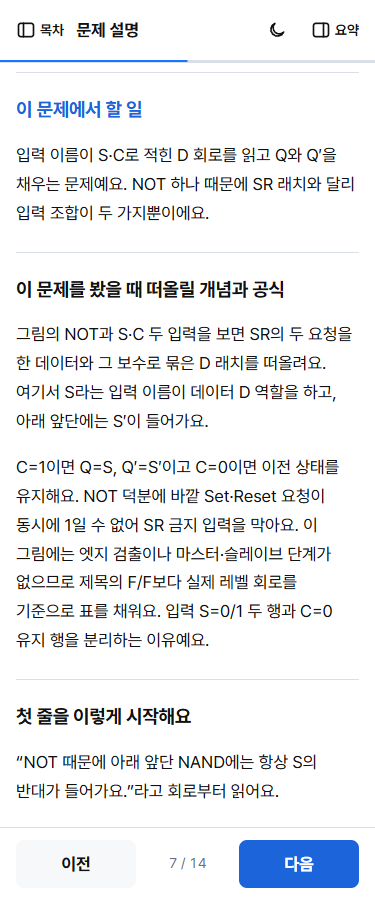 목차 문제 설명 요약
이 문제에서 할 일
입력 이름이 S·C로 적힌 D 회로를 읽고 Q와 Q′을
채우는 문제예요. NOT 하나 때문에 SR 래치와 달리
입력 조합이 두 가지뿐이에요.
이 문제를 봤을 때 떠올릴 개념과 공식
그림의 NOT과 S·C 두 입력을 보면 SR의 두 요청을
한 데이터와 그 보수로 묶은 D 래치를 떠올려요.
여기서 S라는 입력 이름이 데이터 D 역할을 하고,
아래 앞단에는 S′이 들어가요.
C=1이면 Q=S, Q′=S′이고 C=0이면 이전 상태를
유지해요. NOT 덕분에 바깥 Set·Reset 요청이
동시에 1일 수 없어 SR 금지 입력을 막아요. 이
그림에는 엣지 검출이나 마스터·슬레이브 단계가
없으므로 제목의 F/F보다 실제 레벨 회로를
기준으로 표를 채워요. 입력 S=0/1 두 행과 C=0
유지 행을 분리하는 이유예요.
첫 줄을 이렇게 시작해요
“NOT 때문에 아래 앞단 NAND에는 항상 S의
반대가 들어가요.”라고 회로부터 읽어요.
이전 7 / 14 다음